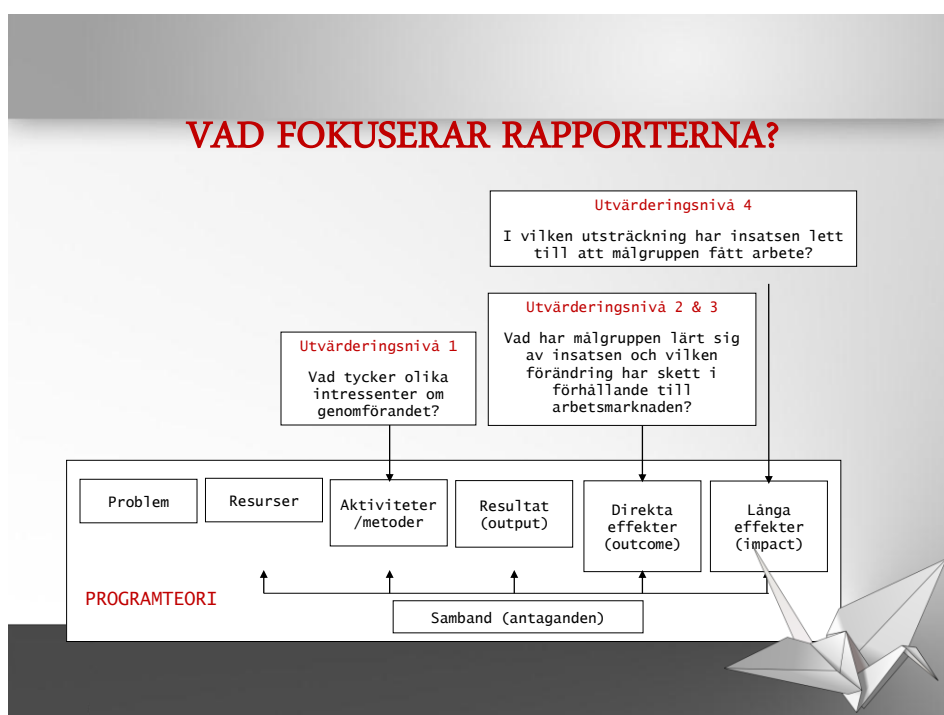 VAD FOKUSERAR RAPPORTERNA?
Utvärderingsnivå 4
I vilken utsträckning har insatsen lett
till att målgruppen fått arbete?
Utvärderingsnivå 2 & 3
Vad har målgruppen lärt sig
av insatsen och vilken
förändring har skett i
förhållande till
arbetsmarknaden?
Utvärderingsnivå 1
Vad tycker olika
intressenter om
genomförandet?
Problem
Resurser
Aktiviteter
/metoder
Resultat
(output)
Direkta
effekter
(outcome)
Långa
effekter
(impact)
PROGRAMTEORI
Samband (antaganden)